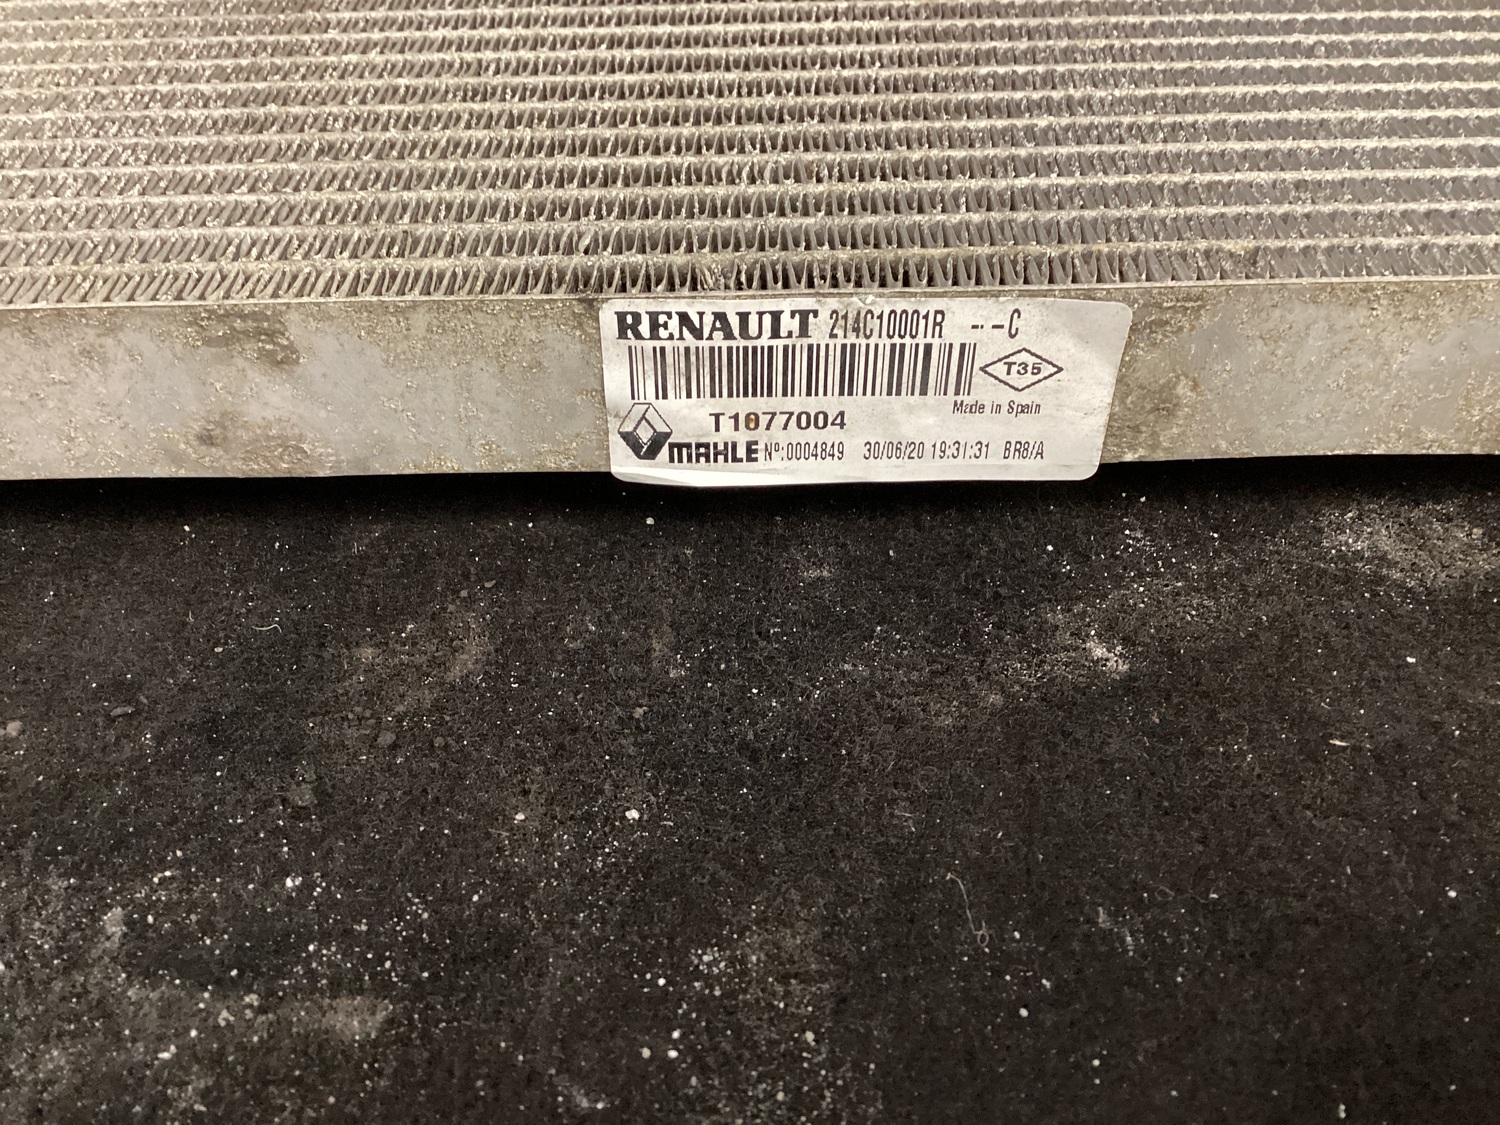 RENAULT 214C10001R --C
T35
Made in Spain
T1077004
MAHLE Nº:0004849 30/06/20 19:31:31 BR8/A